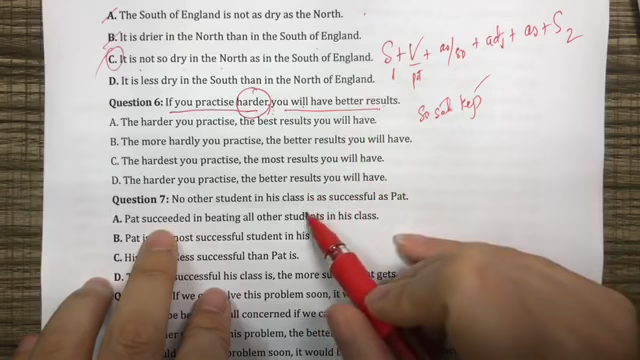 A. The South of England is not as dry as the North.
B. It is drier in the North than in the South of England.
C. It is not so dry in the North as in the South of England.
D. It is less dry in the South than in the North of England.
S1 + V + as/so + adj + as + S2
pt
Question 6: If you practise harder, you will have better results.
So sánh kép
A. The harder you practise, the best results you will have.
B. The more hardly you practise, the better results you will have.
C. The hardest you practise, the most results you will have.
D. The harder you practise, the better results you will have.
Question 7: No other student in his class is as successful as Pat.
A. Pat succeeded in beating all other students in his class.
B. Pat most successful student in his
C. less successful than Pat is.
D. successful his class is, the more gets.
If we this problem soon, it
be all concerned if we
his problem, the better
problem soon, it would